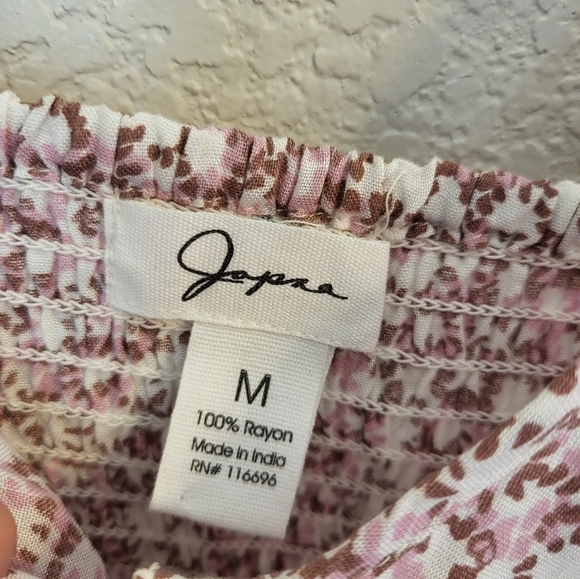 Japna
M
100% Rayon
Made in India
RN# 116696